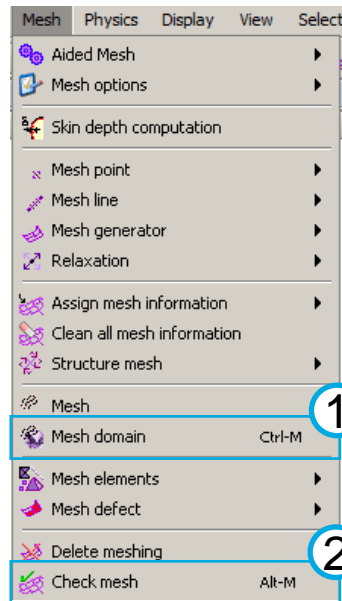 Mesh Physics Display View Select
Aided Mesh
Mesh options
Skin depth computation
Mesh point
Mesh line
Mesh generator
Relaxation
Assign mesh information
Clean all mesh information
Structure mesh
Mesh
1
Mesh domain Ctrl-M
Mesh elements
Mesh defect
Delete meshing
2
Check mesh Alt-M